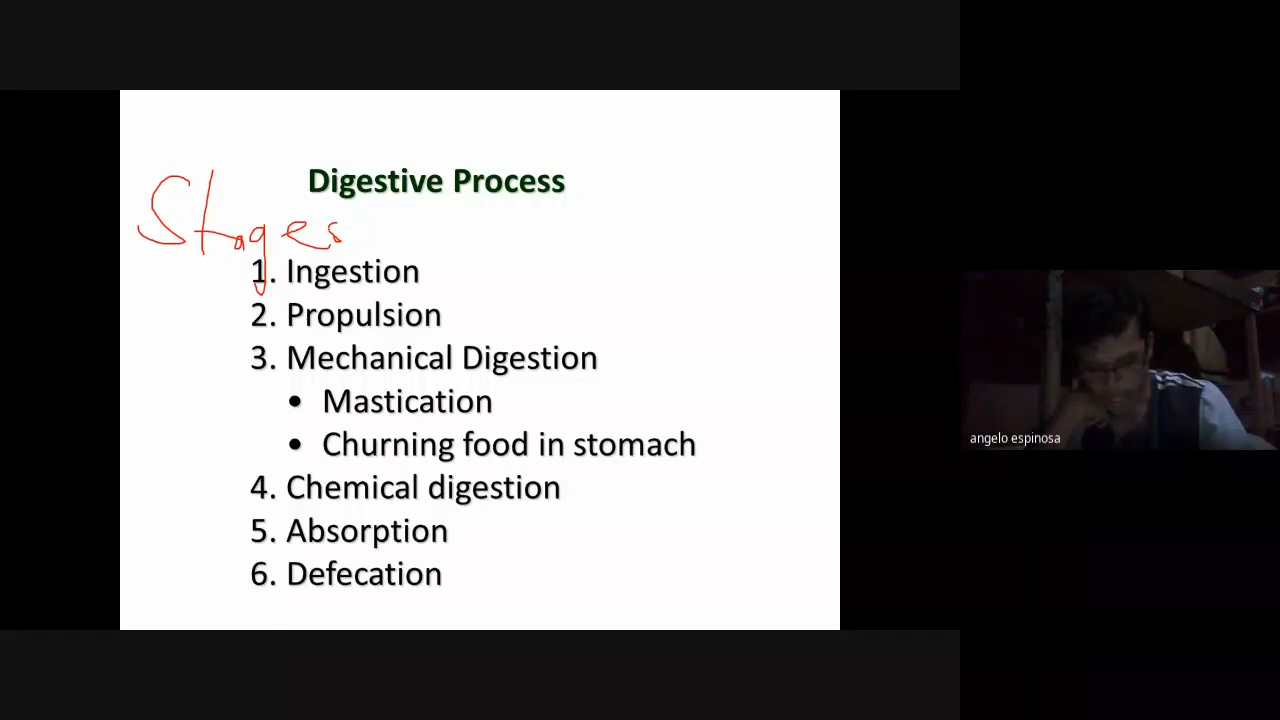 Digestive Process
Stages
1. Ingestion
2. Propulsion
3. Mechanical Digestion
• Mastication
• Churning food in stomach
4. Chemical digestion
5. Absorption
6. Defecation
angelo espinosa